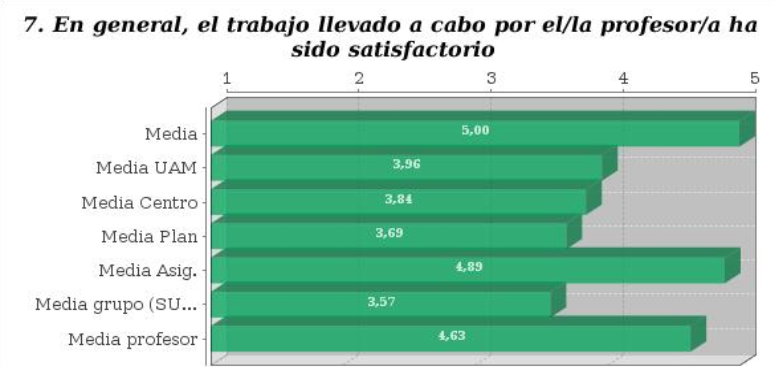 7. En general, el trabajo llevado a cabo por el/la profesor/a ha
sido satisfactorio
1 2 3 4 5
Media 5,00
Media UAM 3,96
Media Centro 3,84
Media Plan 3,69
Media Asig. 4,89
Media grupo (SU... 3,57
Media profesor 4,63